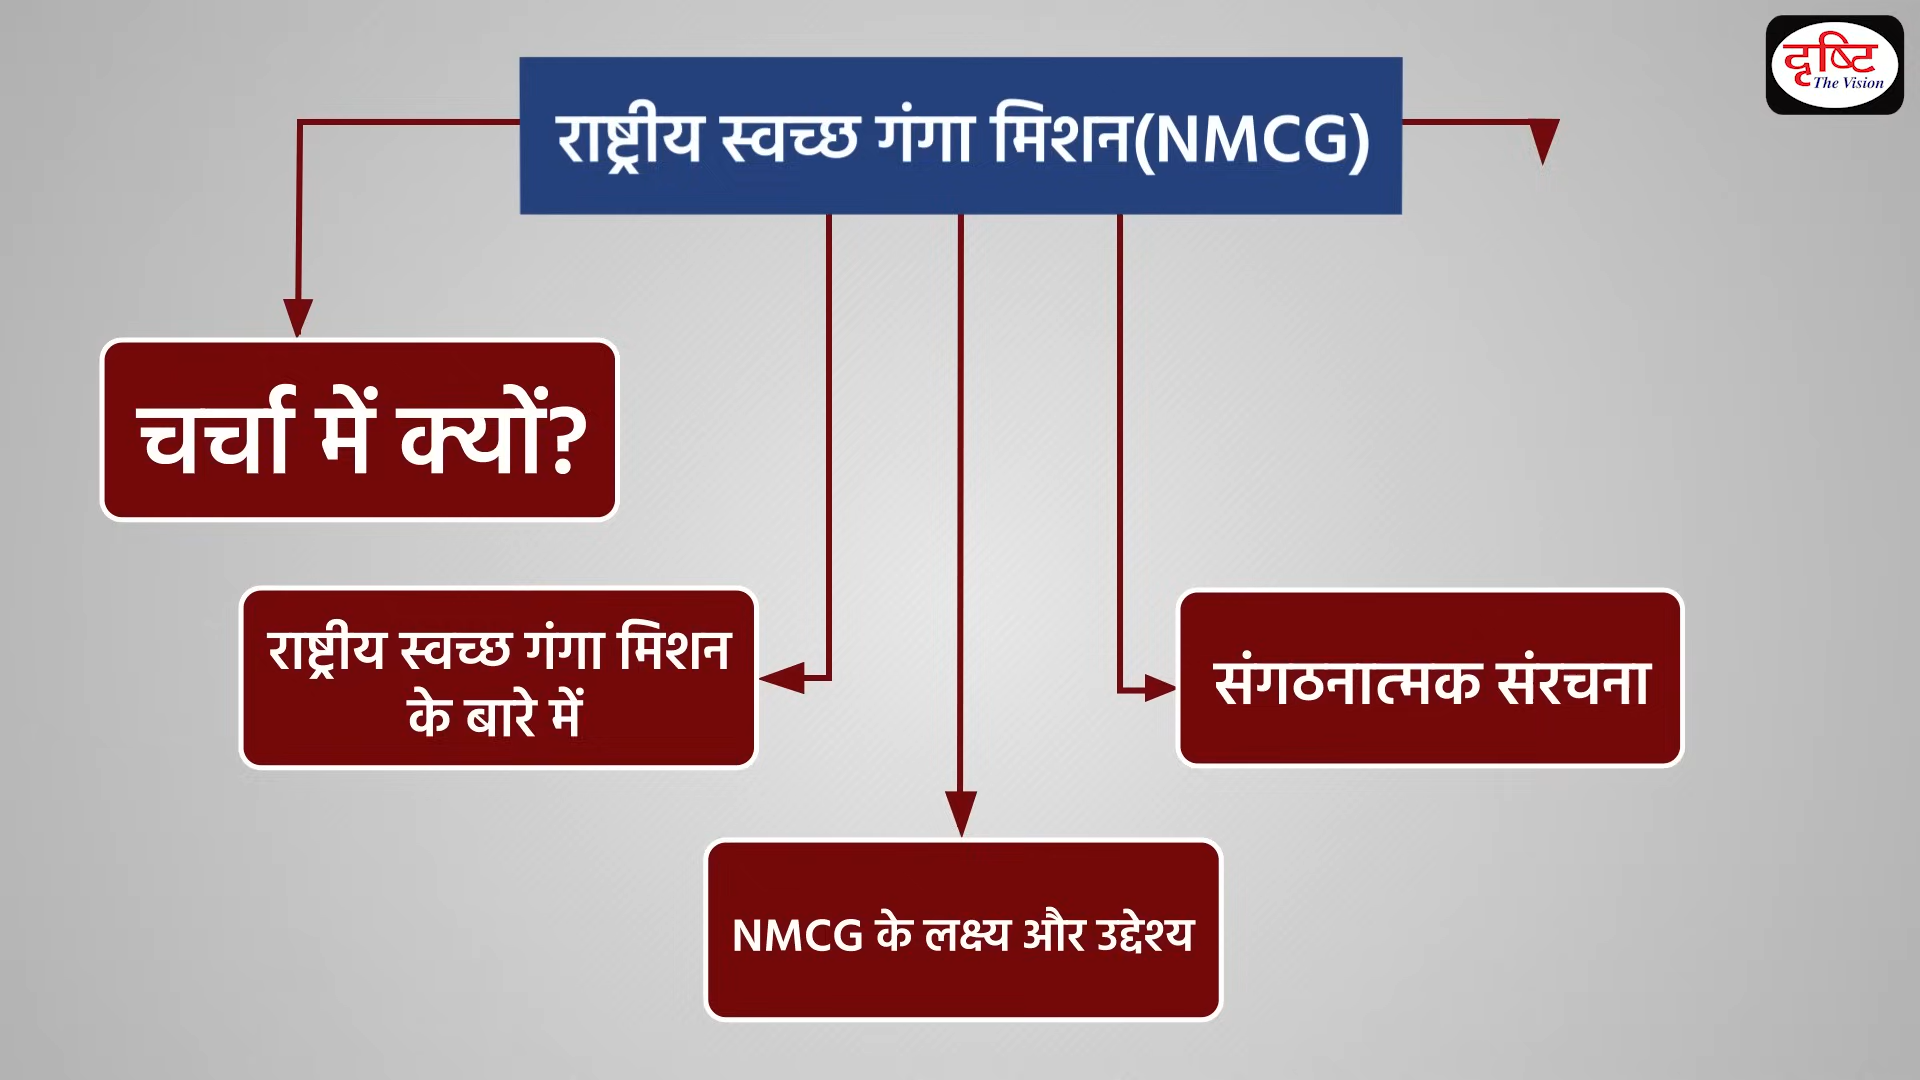 दृष्टि
The Vision
राष्ट्रीय स्वच्छ गंगा मिशन(NMCG)
चर्चा में क्यों?
राष्ट्रीय स्वच्छ गंगा मिशन
के बारे में
संगठनात्मक संरचना
NMCG के लक्ष्य और उद्देश्य